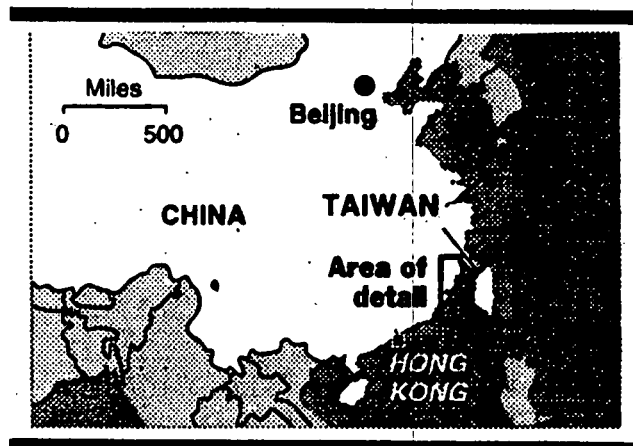 Miles
0 500
Beijing
CHINA
TAIWAN
Area of
detail
HONG
KONG